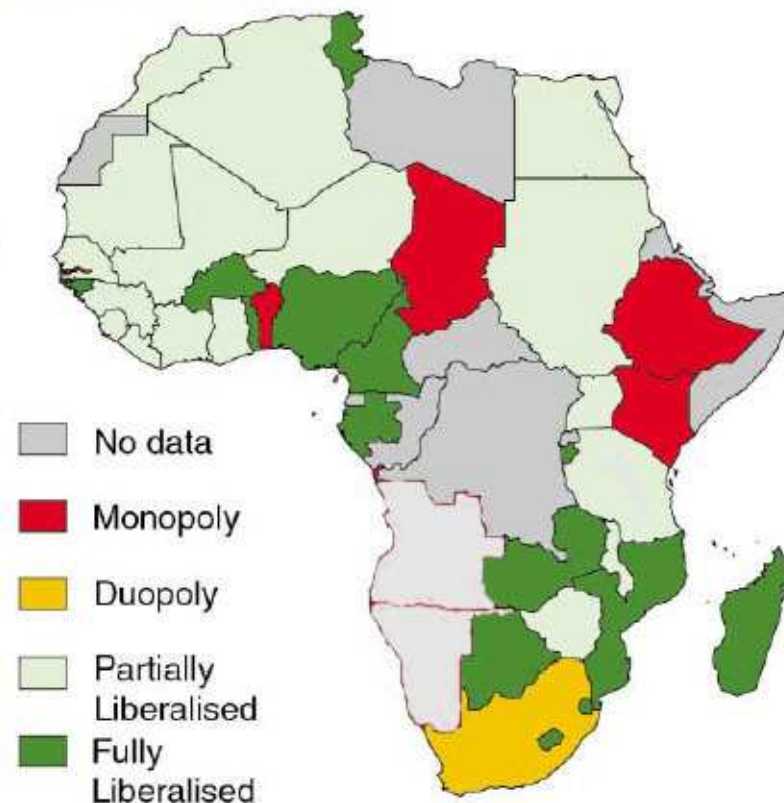 No data
Monopoly
Duopoly
Partially
Liberalised
Fully
Liberalised